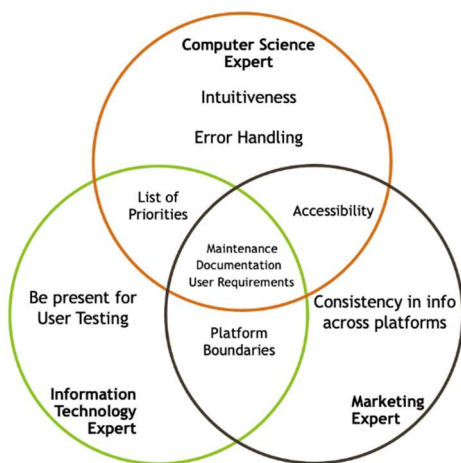 Computer Science
Expert
Intuitiveness
Error Handling
List of
Priorities
Accessibility
Maintenance
Documentation
User Requirements
Be present for
User Testing
Consistency in info
across platforms
Platform
Boundaries
Information
Technology
Expert
Marketing
Expert